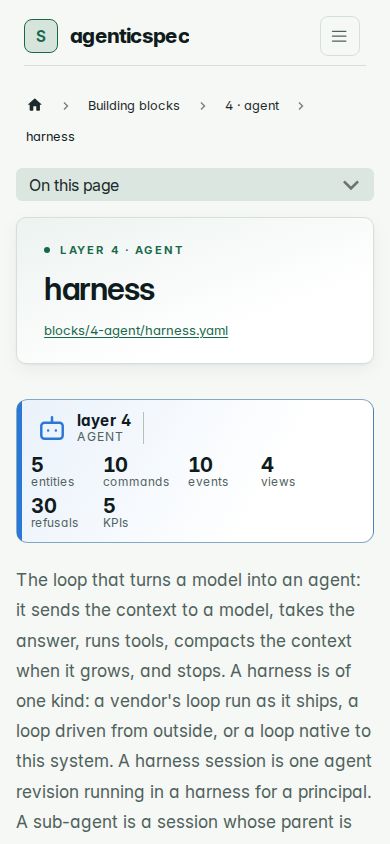 S agenticspec
Building blocks 4 · agent
harness
On this page
LAYER 4 · AGENT
harness
blocks/4-agent/harness.yaml
layer 4
AGENT
5 10 10 4
entities commands events views
30 5
refusals KPIs
The loop that turns a model into an agent:
it sends the context to a model, takes the
answer, runs tools, compacts the context
when it grows, and stops. A harness is of
one kind: a vendor's loop run as it ships, a
loop driven from outside, or a loop native to
this system. A harness session is one agent
revision running in a harness for a principal.
A sub-agent is a session whose parent is